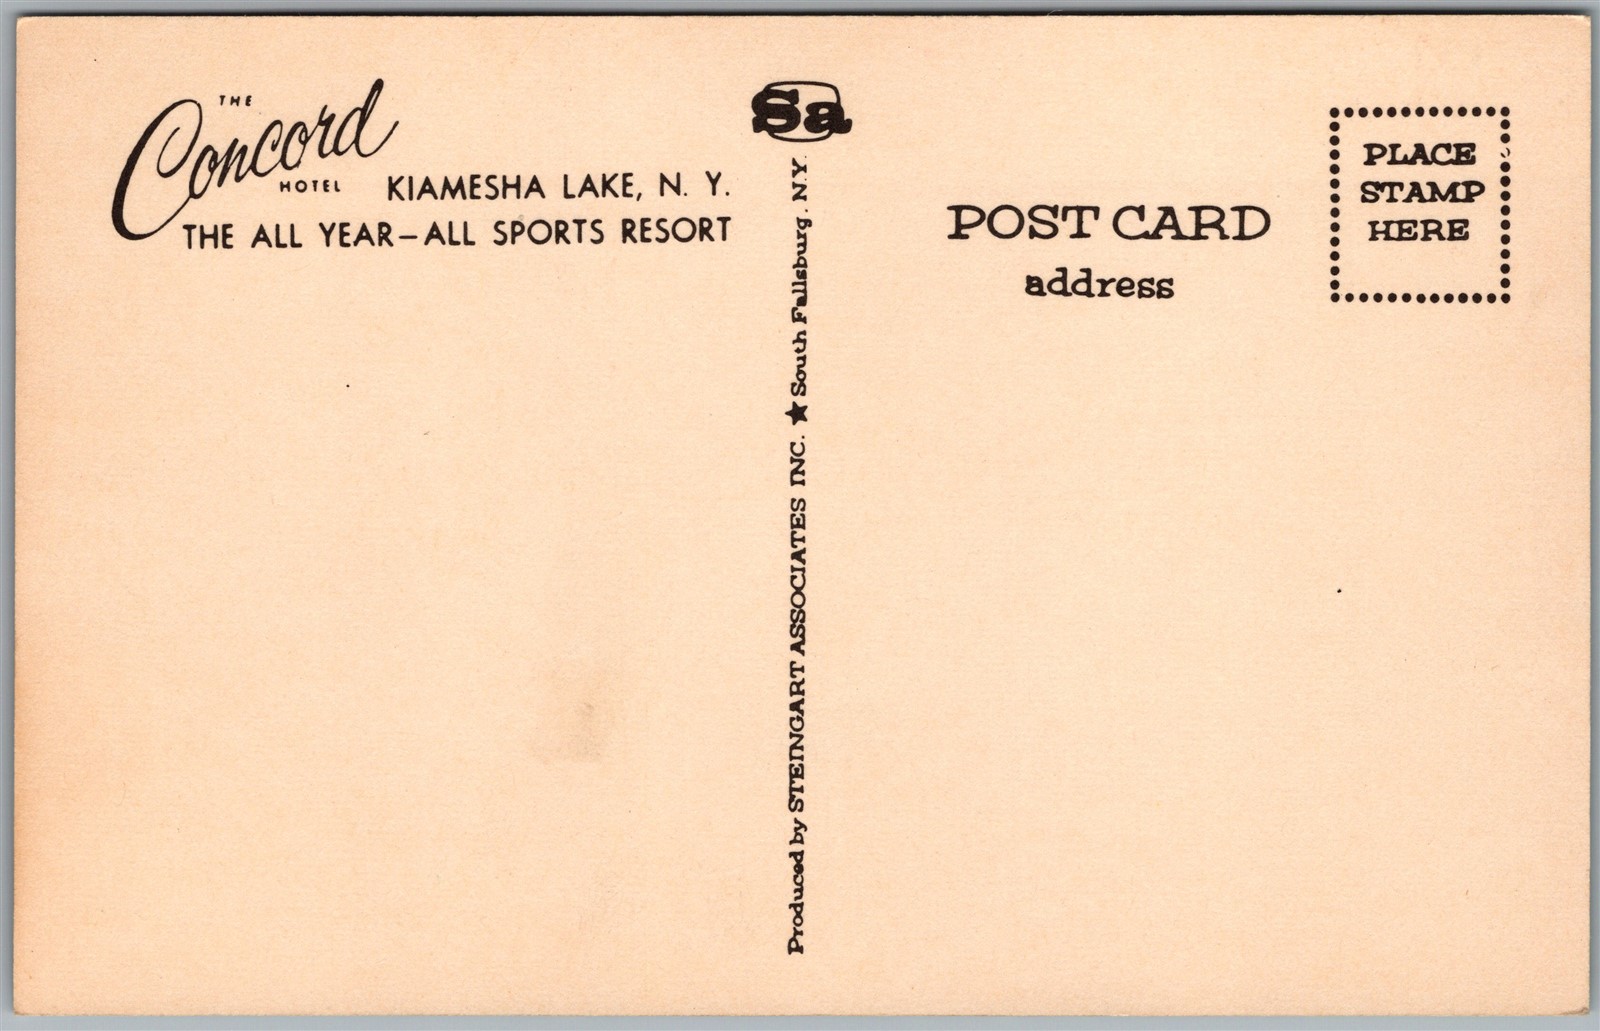 THE
Concord
HOTEL
KIAMESHA LAKE, N. Y.
THE ALL YEAR—ALL SPORTS RESORT
Sa
Produced by STEINGART ASSOCIATES INC. ★ South Fallsburg, N.Y.
POST CARD
address
PLACE
STAMP
HERE